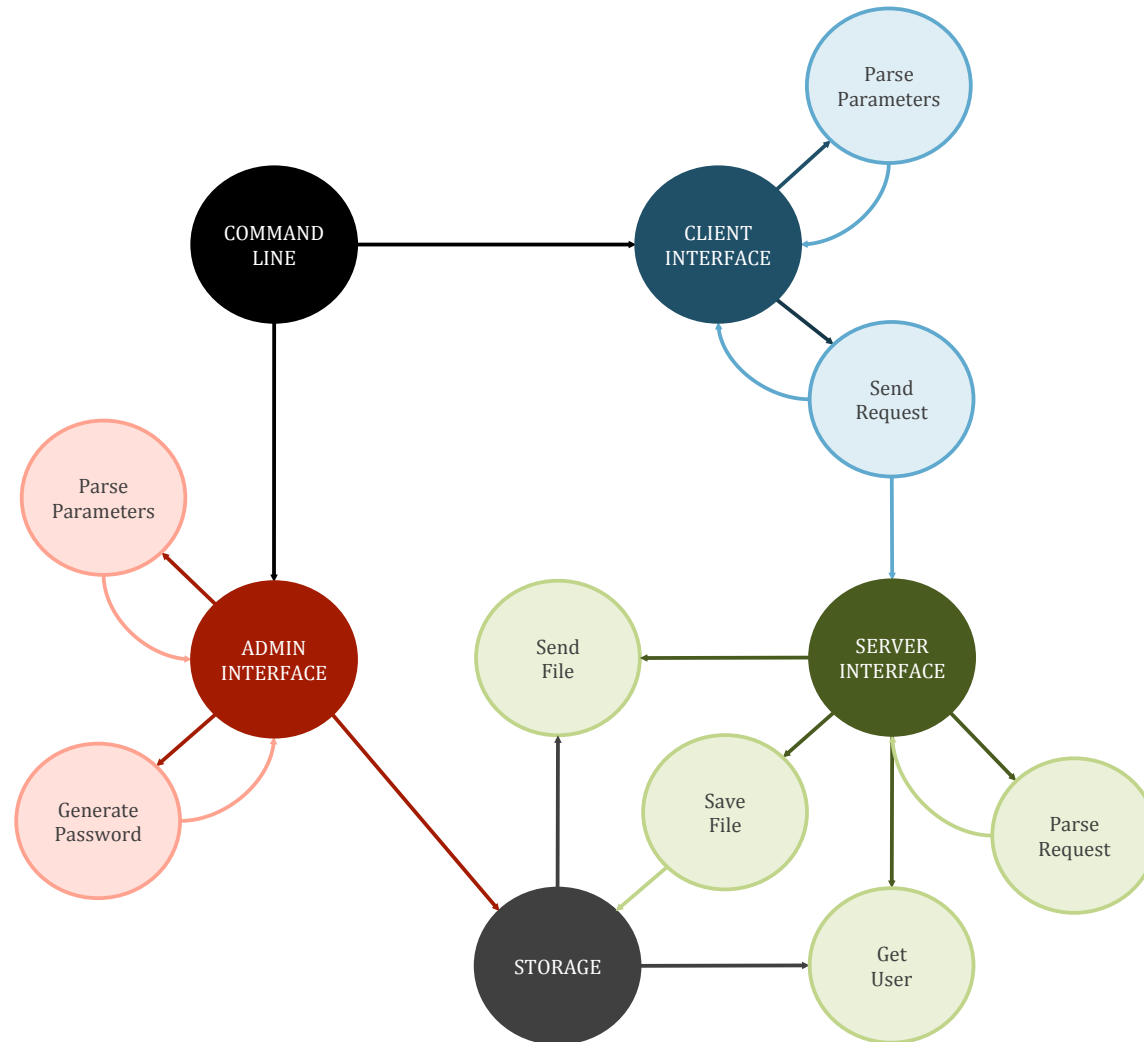 Parse
Parameters
COMMAND
LINE
CLIENT
INTERFACE
Send
Request
Parse
Parameters
ADMIN
INTERFACE
Send
File
SERVER
INTERFACE
Generate
Password
Save
File
Parse
Request
STORAGE
Get
User